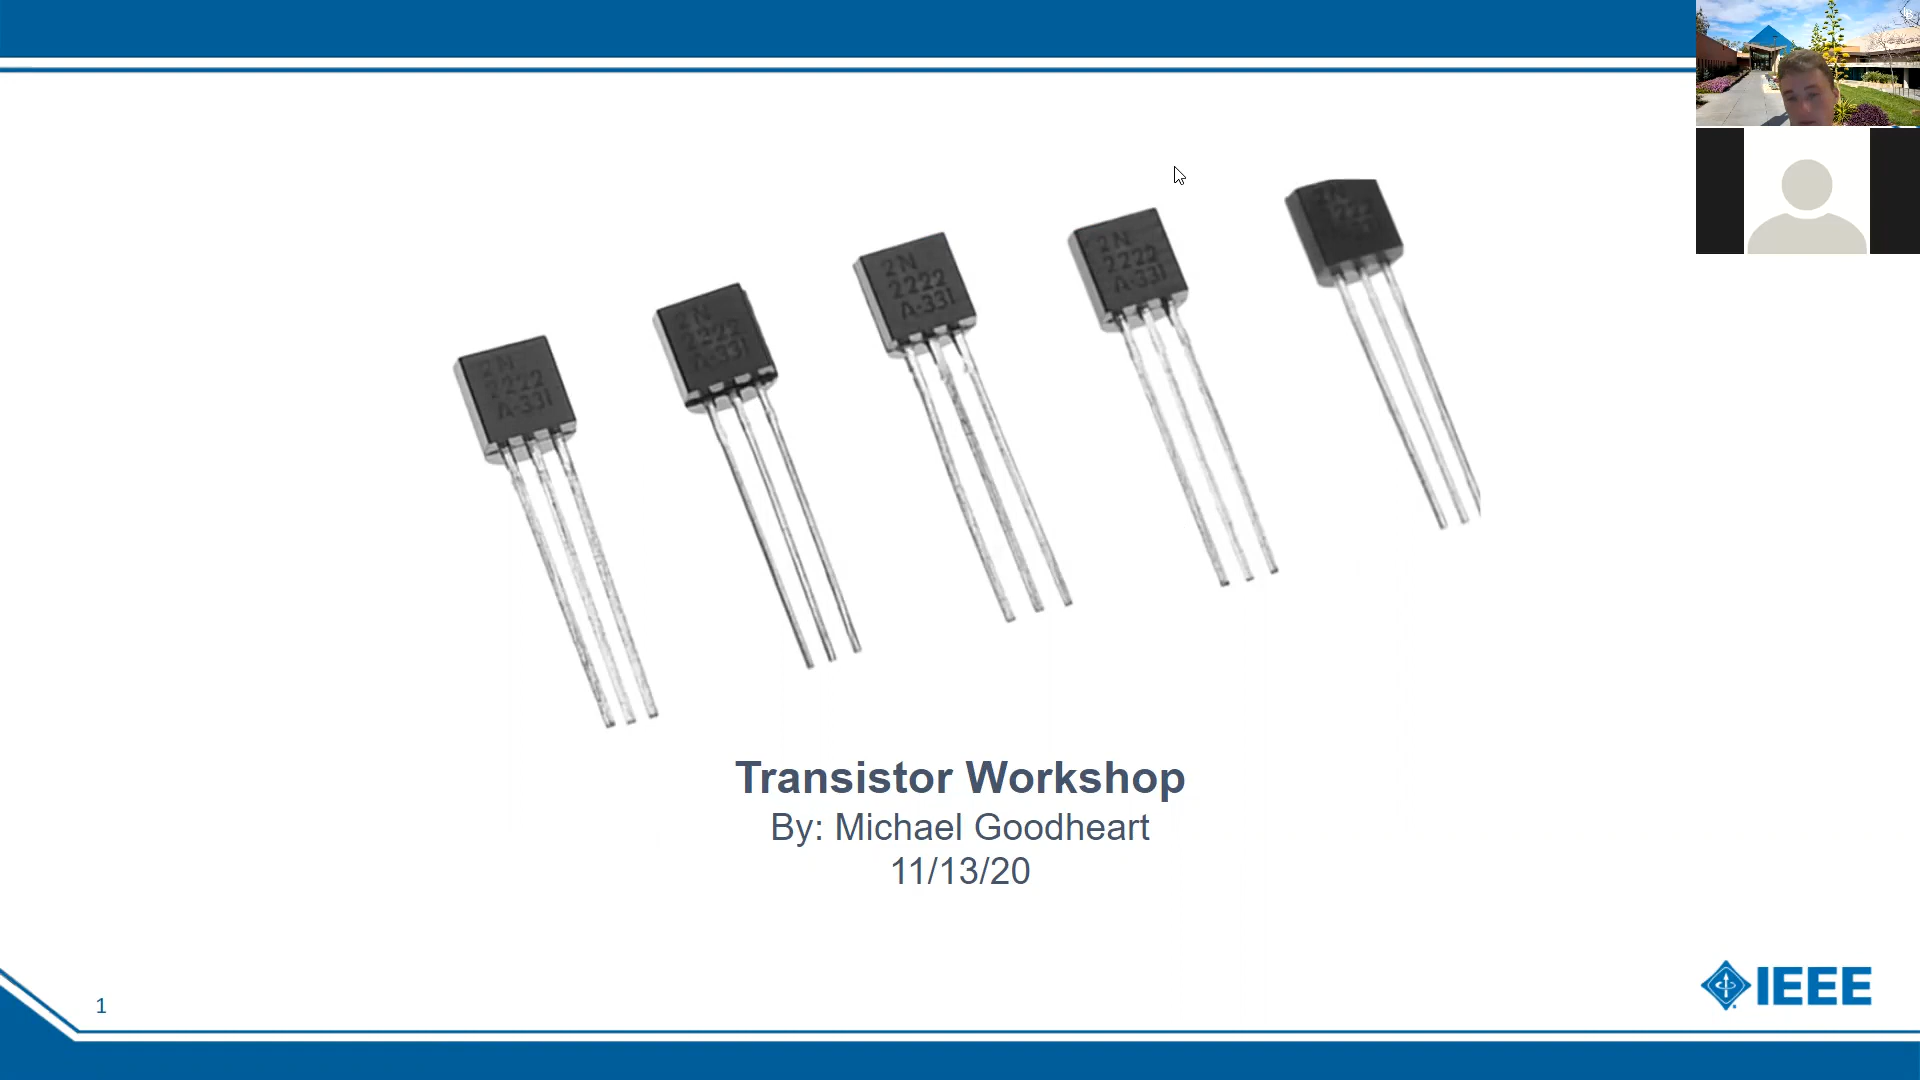 2N
2222
A-331
2N
2222
A-331
2N
2222
A-331
2N
2222
A-331
2N
Transistor Workshop
By: Michael Goodheart
11/13/20
1
IEEE